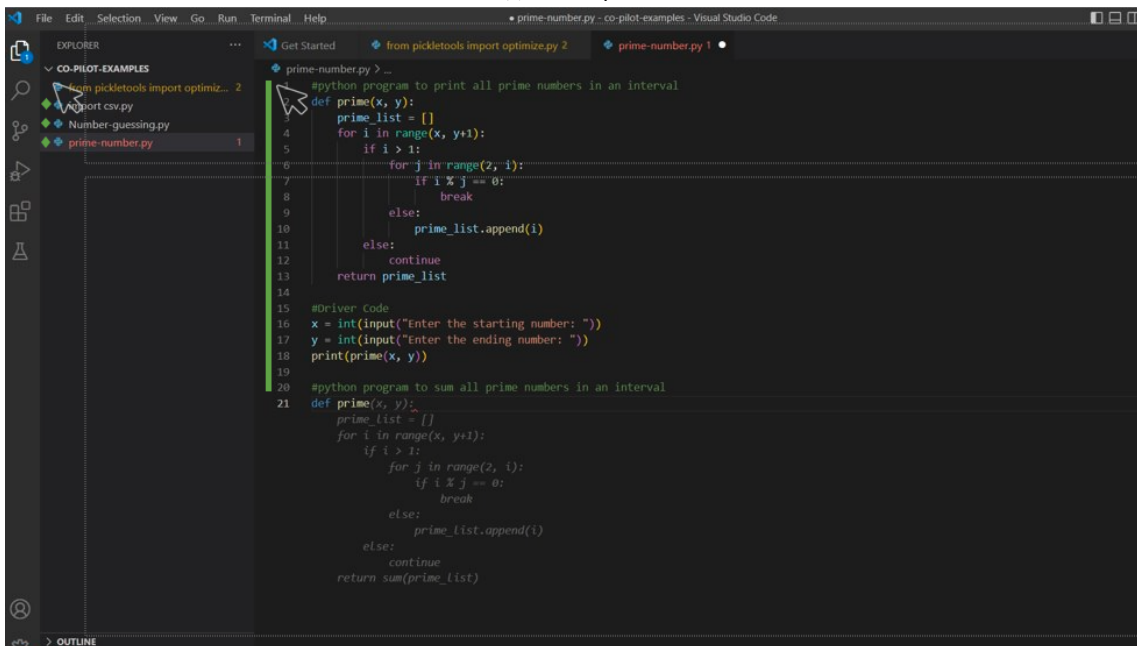 File Edit Selection View Go Run Terminal Help
● prime-number.py - co-pilot-examples - Visual Studio Code
EXPLORER ...
Get Started
from pickletools import optimize.py 2
prime-number.py 1 ●
CO-PILOT-EXAMPLES
from pickletools import optimiz... 2
import csv.py
Number-guessing.py
prime-number.py 1
1
prime-number.py > ...
1 #python program to print all prime numbers in an interval
2 def prime(x, y):
3     prime_list = []
4     for i in range(x, y+1):
5         if i > 1:
6             for j in range(2, i):
7                 if i % j == 0:
8                     break
9             else:
10                 prime_list.append(i)
11         else:
12             continue
13     return prime_list
14
15 #Driver Code
16 x = int(input("Enter the starting number: "))
17 y = int(input("Enter the ending number: "))
18 print(prime(x, y))
19
20 #python program to sum all prime numbers in an interval
21 def prime(x, y):
    prime_list = []
    for i in range(x, y+1):
        if i > 1:
            for j in range(2, i):
                if i % j == 0:
                    break
            else:
                prime_list.append(i)
        else:
            continue
    return sum(prime_list)
OUTLINE